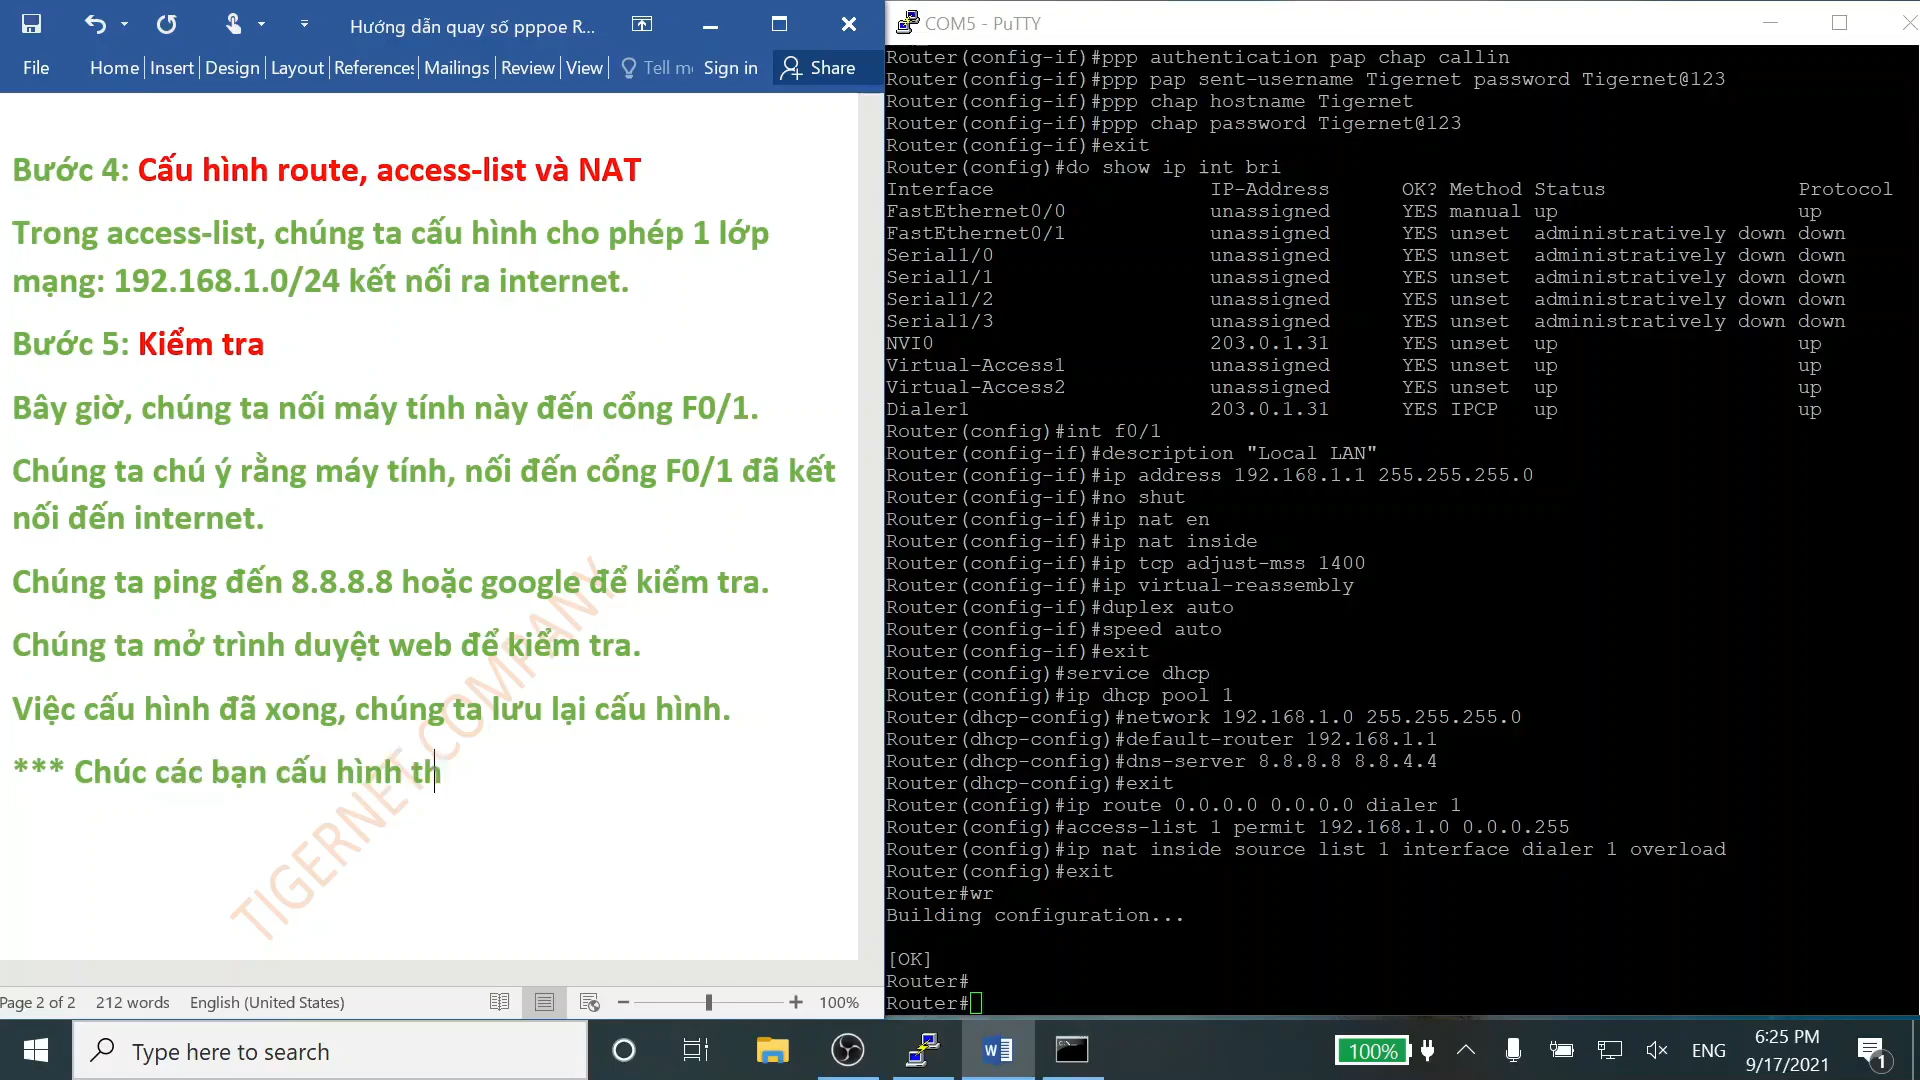 Hướng dẫn quay số pppoe R...
File Home Insert Design Layout References Mailings Review View Tell me Sign in Share
Bước 4: Cấu hình route, access-list và NAT
Trong access-list, chúng ta cấu hình cho phép 1 lớp
mạng: 192.168.1.0/24 kết nối ra internet.
Bước 5: Kiểm tra
Bây giờ, chúng ta nối máy tính này đến cổng F0/1.
Chúng ta chú ý rằng máy tính, nối đến cổng F0/1 đã kết
nối đến internet.
Chúng ta ping đến 8.8.8.8 hoặc google để kiểm tra.
Chúng ta mở trình duyệt web để kiểm tra.
Việc cấu hình đã xong, chúng ta lưu lại cấu hình.
*** Chúc các bạn cấu hình th
TIGERNET.COMPANY
Page 2 of 2 212 words English (United States) 100%
COM5 - PuTTY
Router(config-if)#ppp authentication pap chap callin
Router(config-if)#ppp pap sent-username Tigernet password Tigernet@123
Router(config-if)#ppp chap hostname Tigernet
Router(config-if)#ppp chap password Tigernet@123
Router(config-if)#exit
Router(config)#do show ip int bri
Interface IP-Address OK? Method Status Protocol
FastEthernet0/0 unassigned YES manual up up
FastEthernet0/1 unassigned YES unset administratively down down
Serial1/0 unassigned YES unset administratively down down
Serial1/1 unassigned YES unset administratively down down
Serial1/2 unassigned YES unset administratively down down
Serial1/3 unassigned YES unset administratively down down
NVI0 203.0.1.31 YES unset up up
Virtual-Access1 unassigned YES unset up up
Virtual-Access2 unassigned YES unset up up
Dialer1 203.0.1.31 YES IPCP up up
Router(config)#int f0/1
Router(config-if)#description "Local LAN"
Router(config-if)#ip address 192.168.1.1 255.255.255.0
Router(config-if)#no shut
Router(config-if)#ip nat en
Router(config-if)#ip nat inside
Router(config-if)#ip tcp adjust-mss 1400
Router(config-if)#ip virtual-reassembly
Router(config-if)#duplex auto
Router(config-if)#speed auto
Router(config-if)#exit
Router(config)#service dhcp
Router(config)#ip dhcp pool 1
Router(dhcp-config)#network 192.168.1.0 255.255.255.0
Router(dhcp-config)#default-router 192.168.1.1
Router(dhcp-config)#dns-server 8.8.8.8 8.8.4.4
Router(dhcp-config)#exit
Router(config)#ip route 0.0.0.0 0.0.0.0 dialer 1
Router(config)#access-list 1 permit 192.168.1.0 0.0.0.255
Router(config)#ip nat inside source list 1 interface dialer 1 overload
Router(config)#exit
Router#wr
Building configuration...
[OK]
Router#
Router#
Type here to search
100% ENG
6:25 PM
9/17/2021
1